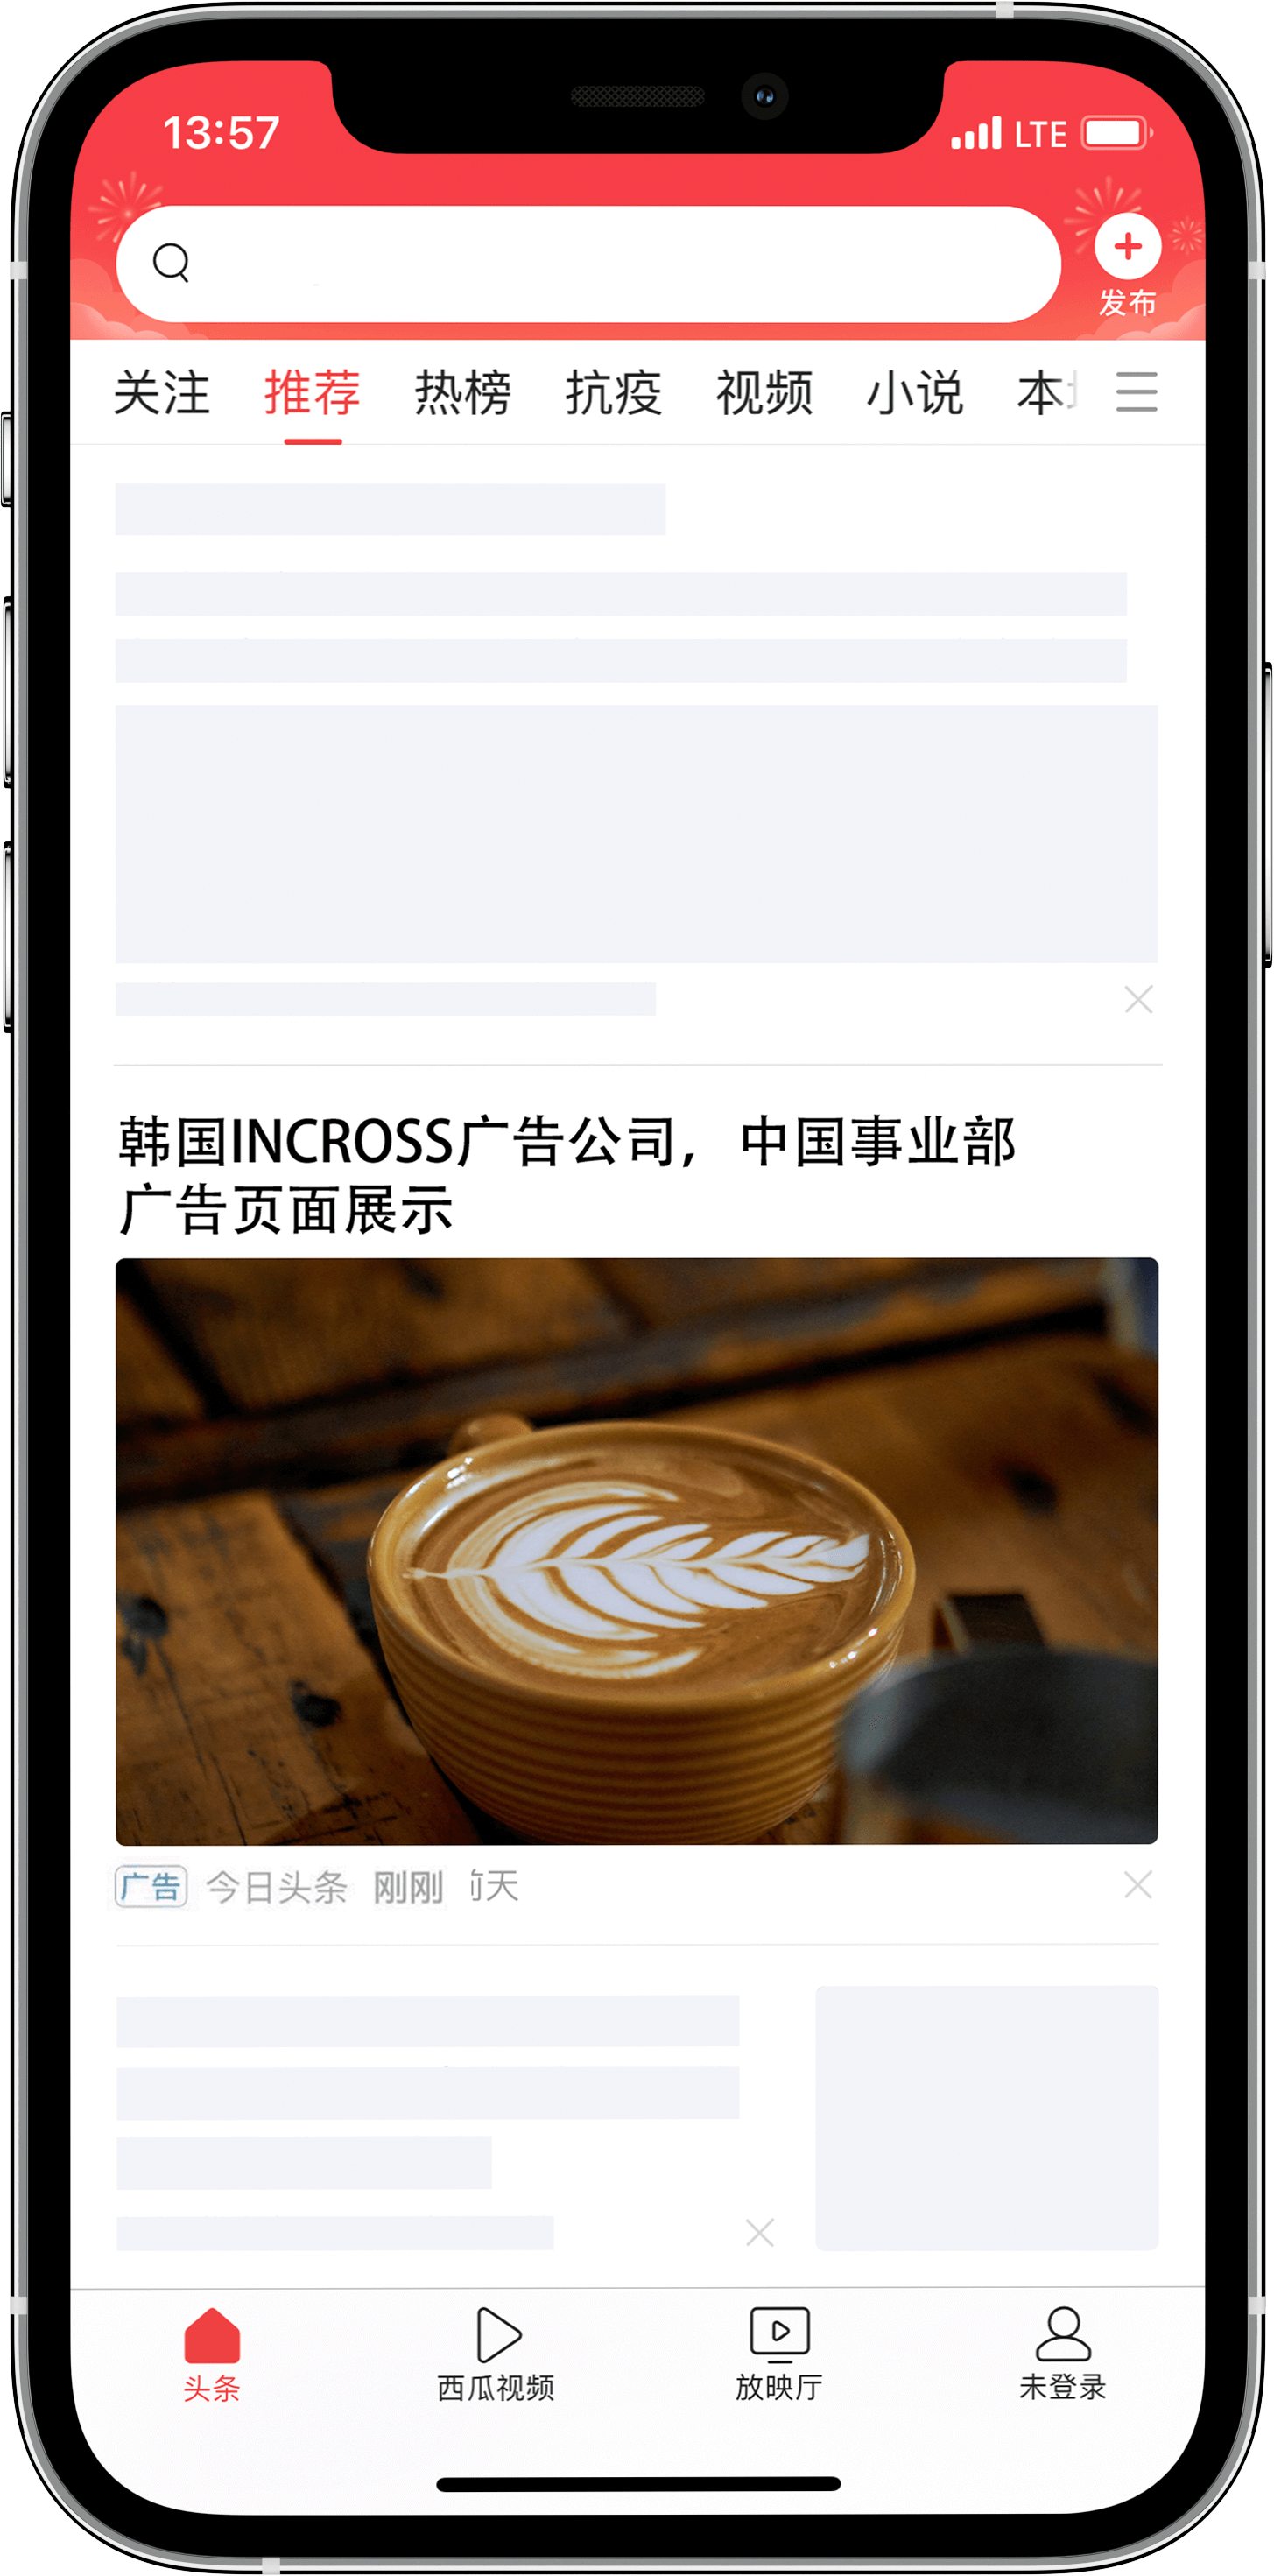 13:57 LTE
发布
关注 推荐 热榜 抗疫 视频 小说 本
韩国INCROSS广告公司，中国事业部
广告页面展示
广告 今日头条 刚刚 天
头条 西瓜视频 放映厅 未登录